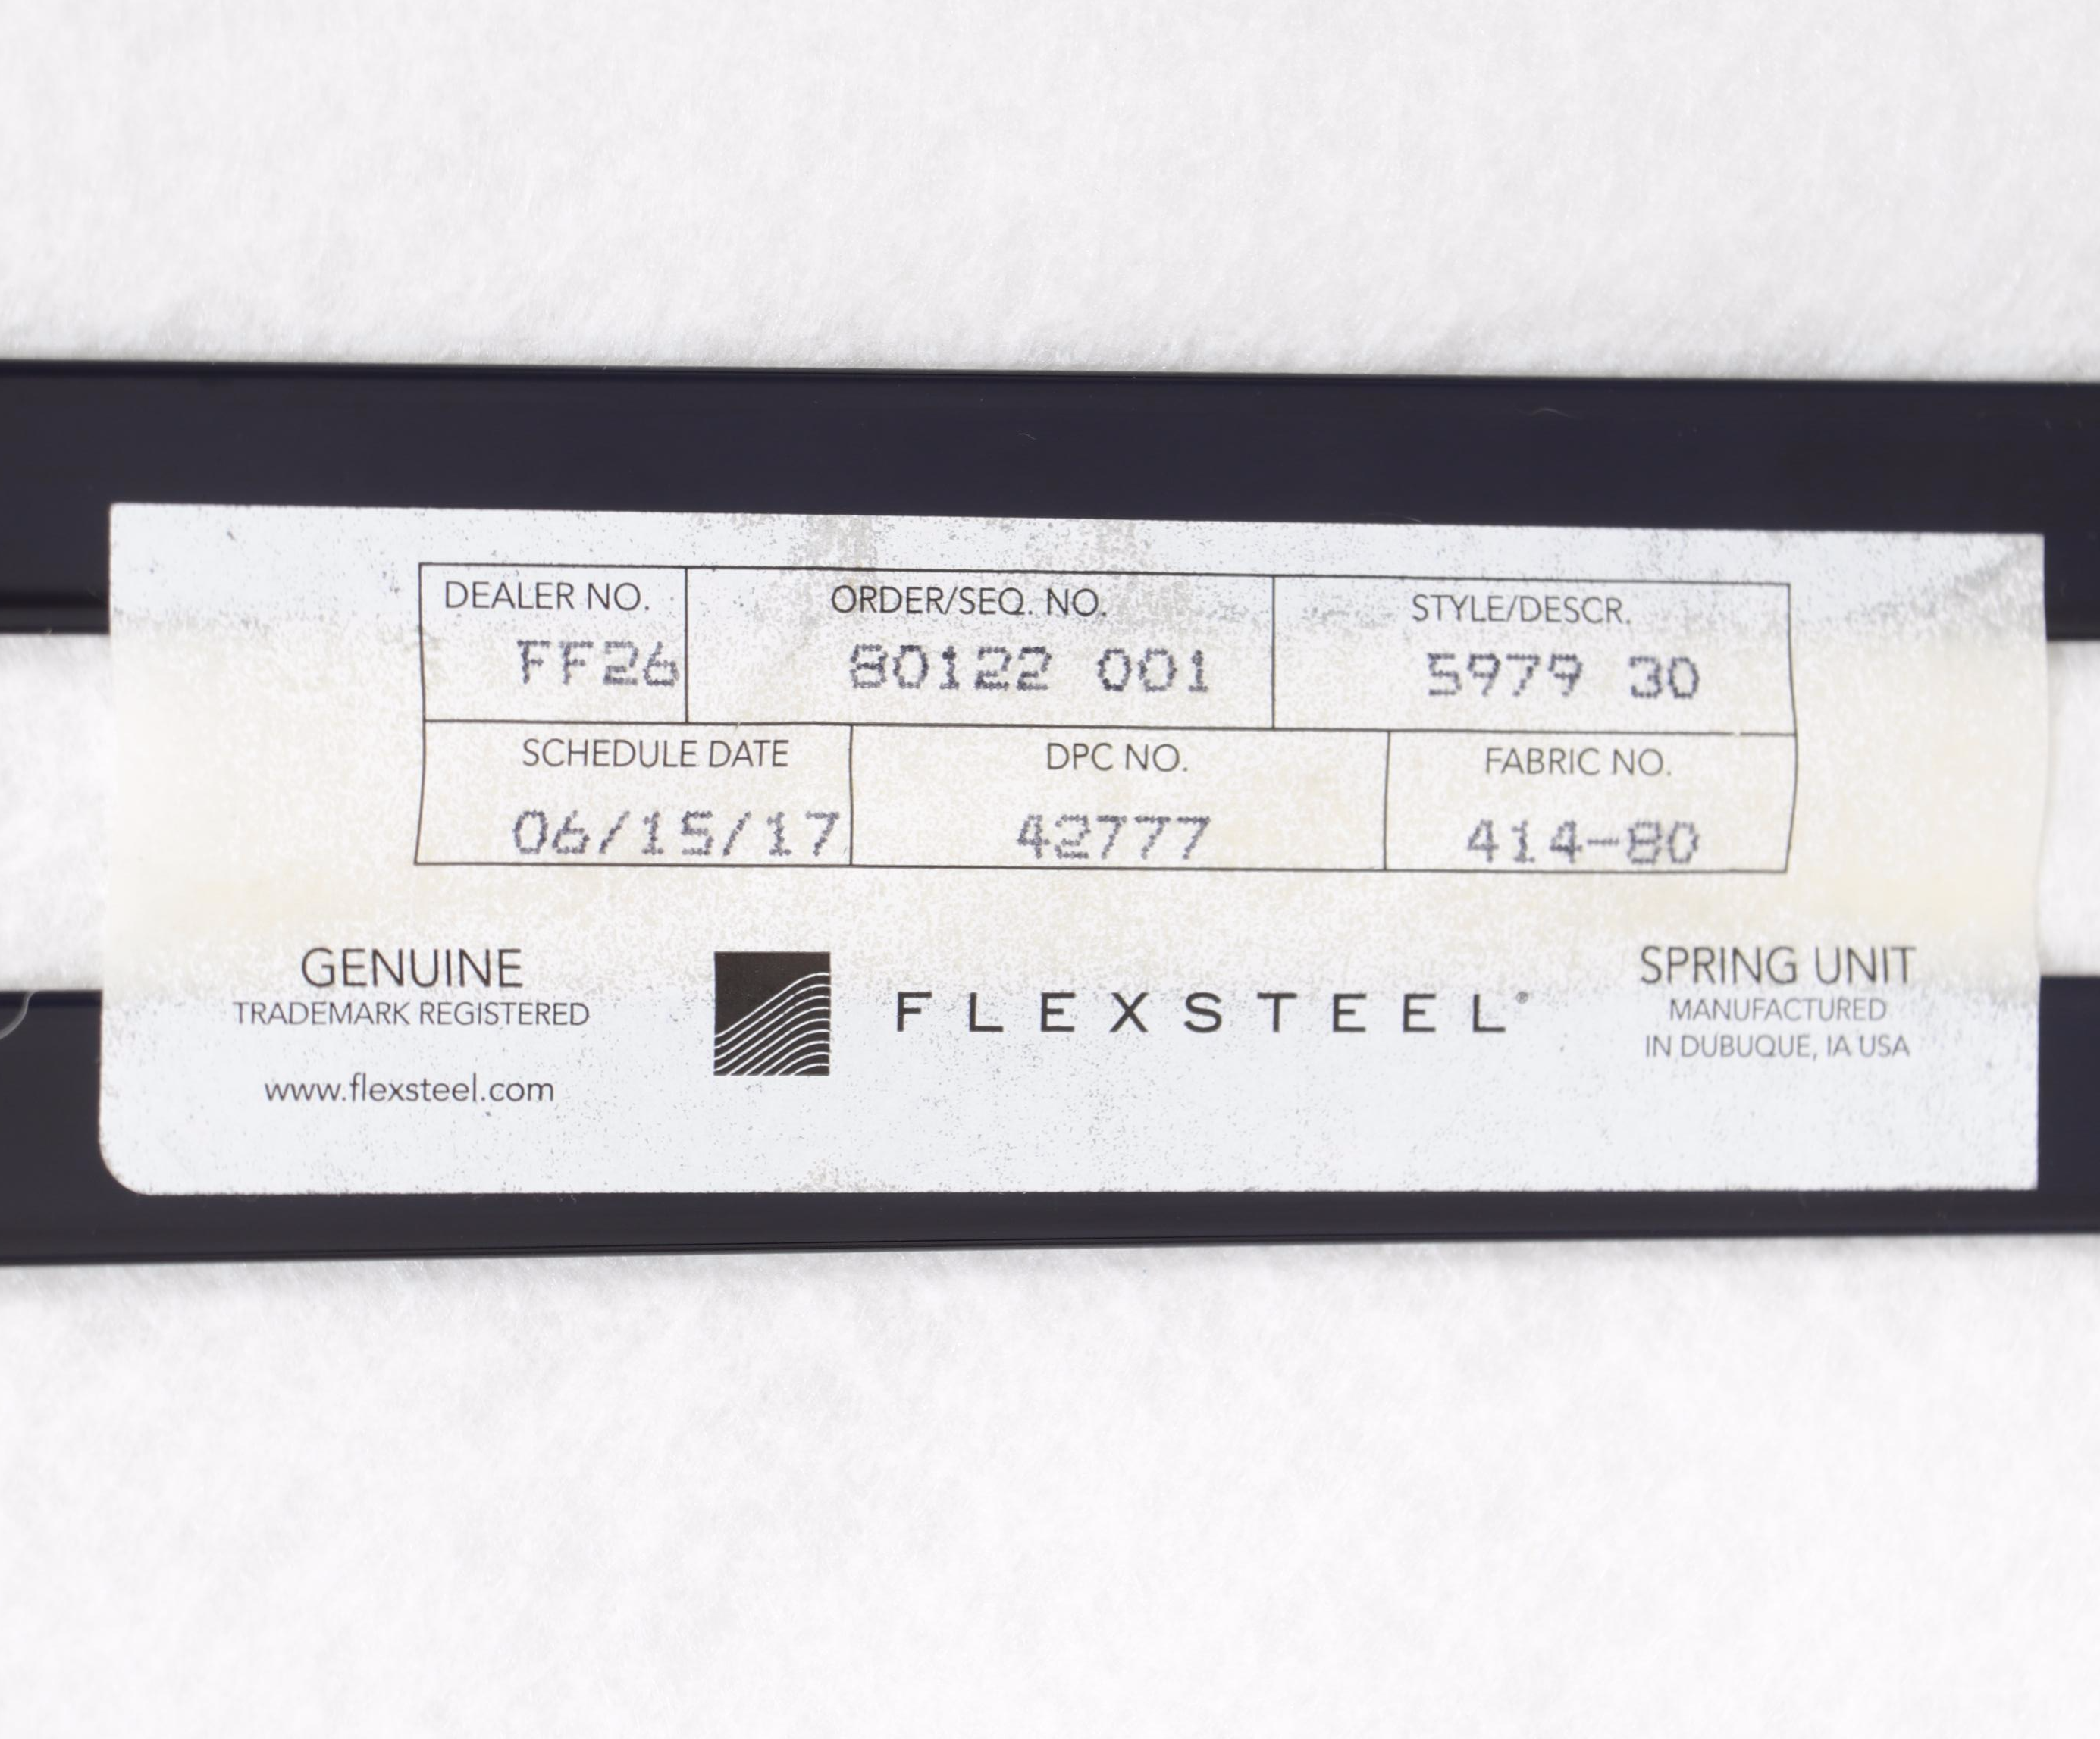 DEALER NO. ORDER/SEQ. NO. STYLE/DESCR.
FF26 80122 001 5979 30
SCHEDULE DATE DPC NO. FABRIC NO.
06/15/17 42777 414-80
GENUINE
TRADEMARK REGISTERED
www.flexsteel.com
FLEXSTEEL®
SPRING UNIT
MANUFACTURED
IN DUBUQUE, IA USA